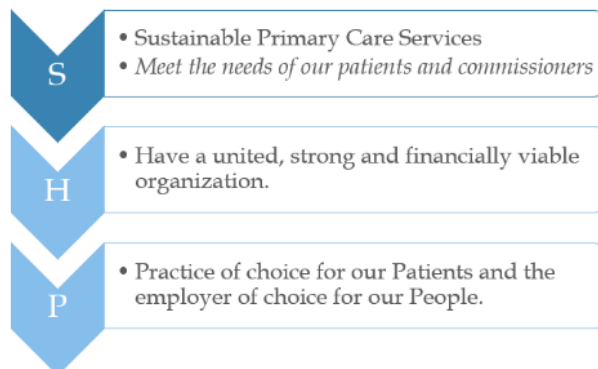 S
• Sustainable Primary Care Services
• Meet the needs of our patients and commissioners
H
• Have a united, strong and financially viable
organization.
P
• Practice of choice for our Patients and the
employer of choice for our People.